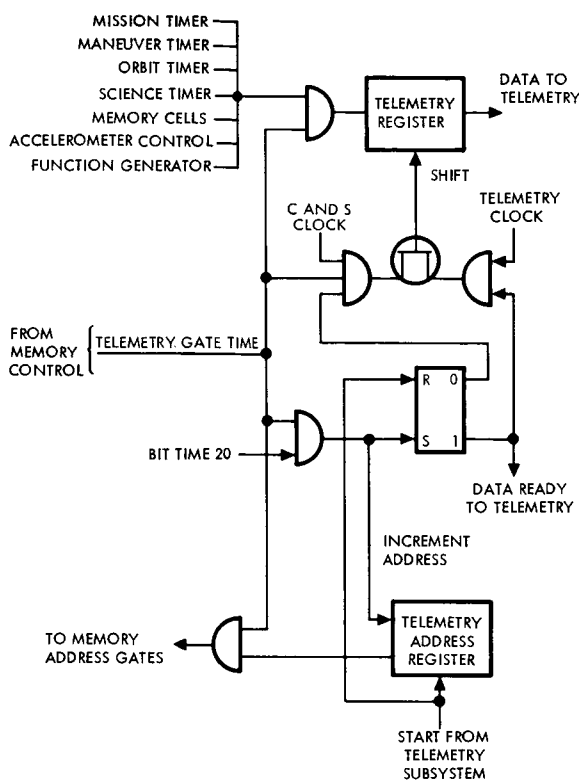 MISSION TIMER
MANEUVER TIMER
ORBIT TIMER
SCIENCE TIMER
MEMORY CELLS
ACCELEROMETER CONTROL
FUNCTION GENERATOR
TELEMETRY
REGISTER
DATA TO
TELEMETRY
SHIFT
C AND S
CLOCK
TELEMETRY
CLOCK
FROM
MEMORY
CONTROL
TELEMETRY GATE TIME
R 0
S 1
BIT TIME 20
DATA READY
TO TELEMETRY
INCREMENT
ADDRESS
TO MEMORY
ADDRESS GATES
TELEMETRY
ADDRESS
REGISTER
START FROM
TELEMETRY
SUBSYSTEM